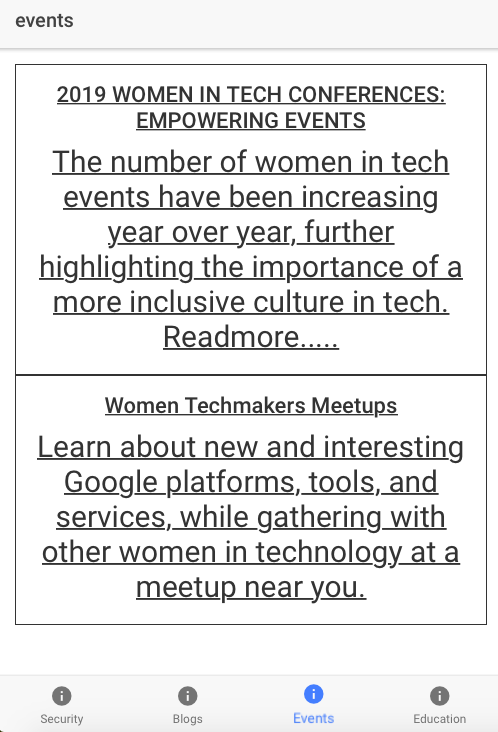 events
2019 WOMEN IN TECH CONFERENCES:
EMPOWERING EVENTS
The number of women in tech
events have been increasing
year over year, further
highlighting the importance of a
more inclusive culture in tech.
Readmore.....
Women Techmakers Meetups
Learn about new and interesting
Google platforms, tools, and
services, while gathering with
other women in technology at a
meetup near you.
Security Blogs Events Education